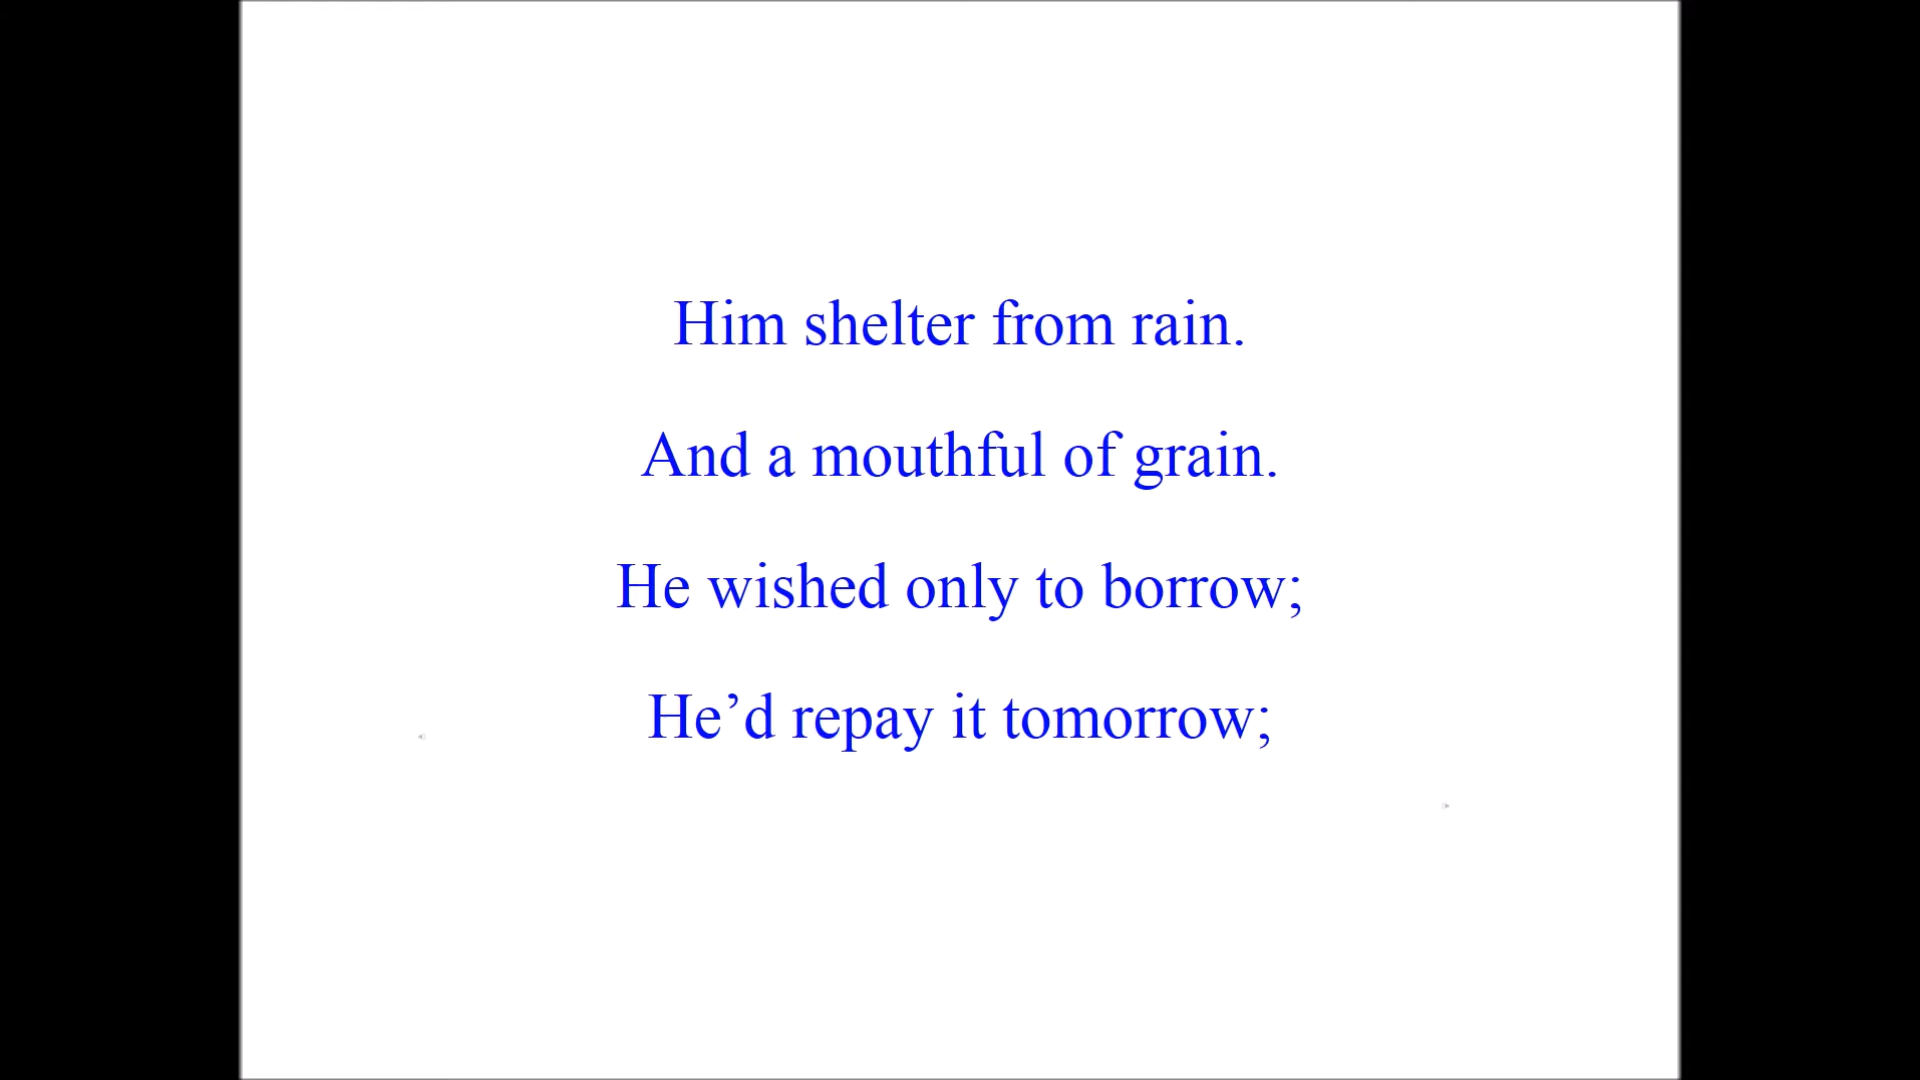 Him shelter from rain.
And a mouthful of grain.
He wished only to borrow;
He’d repay it tomorrow;